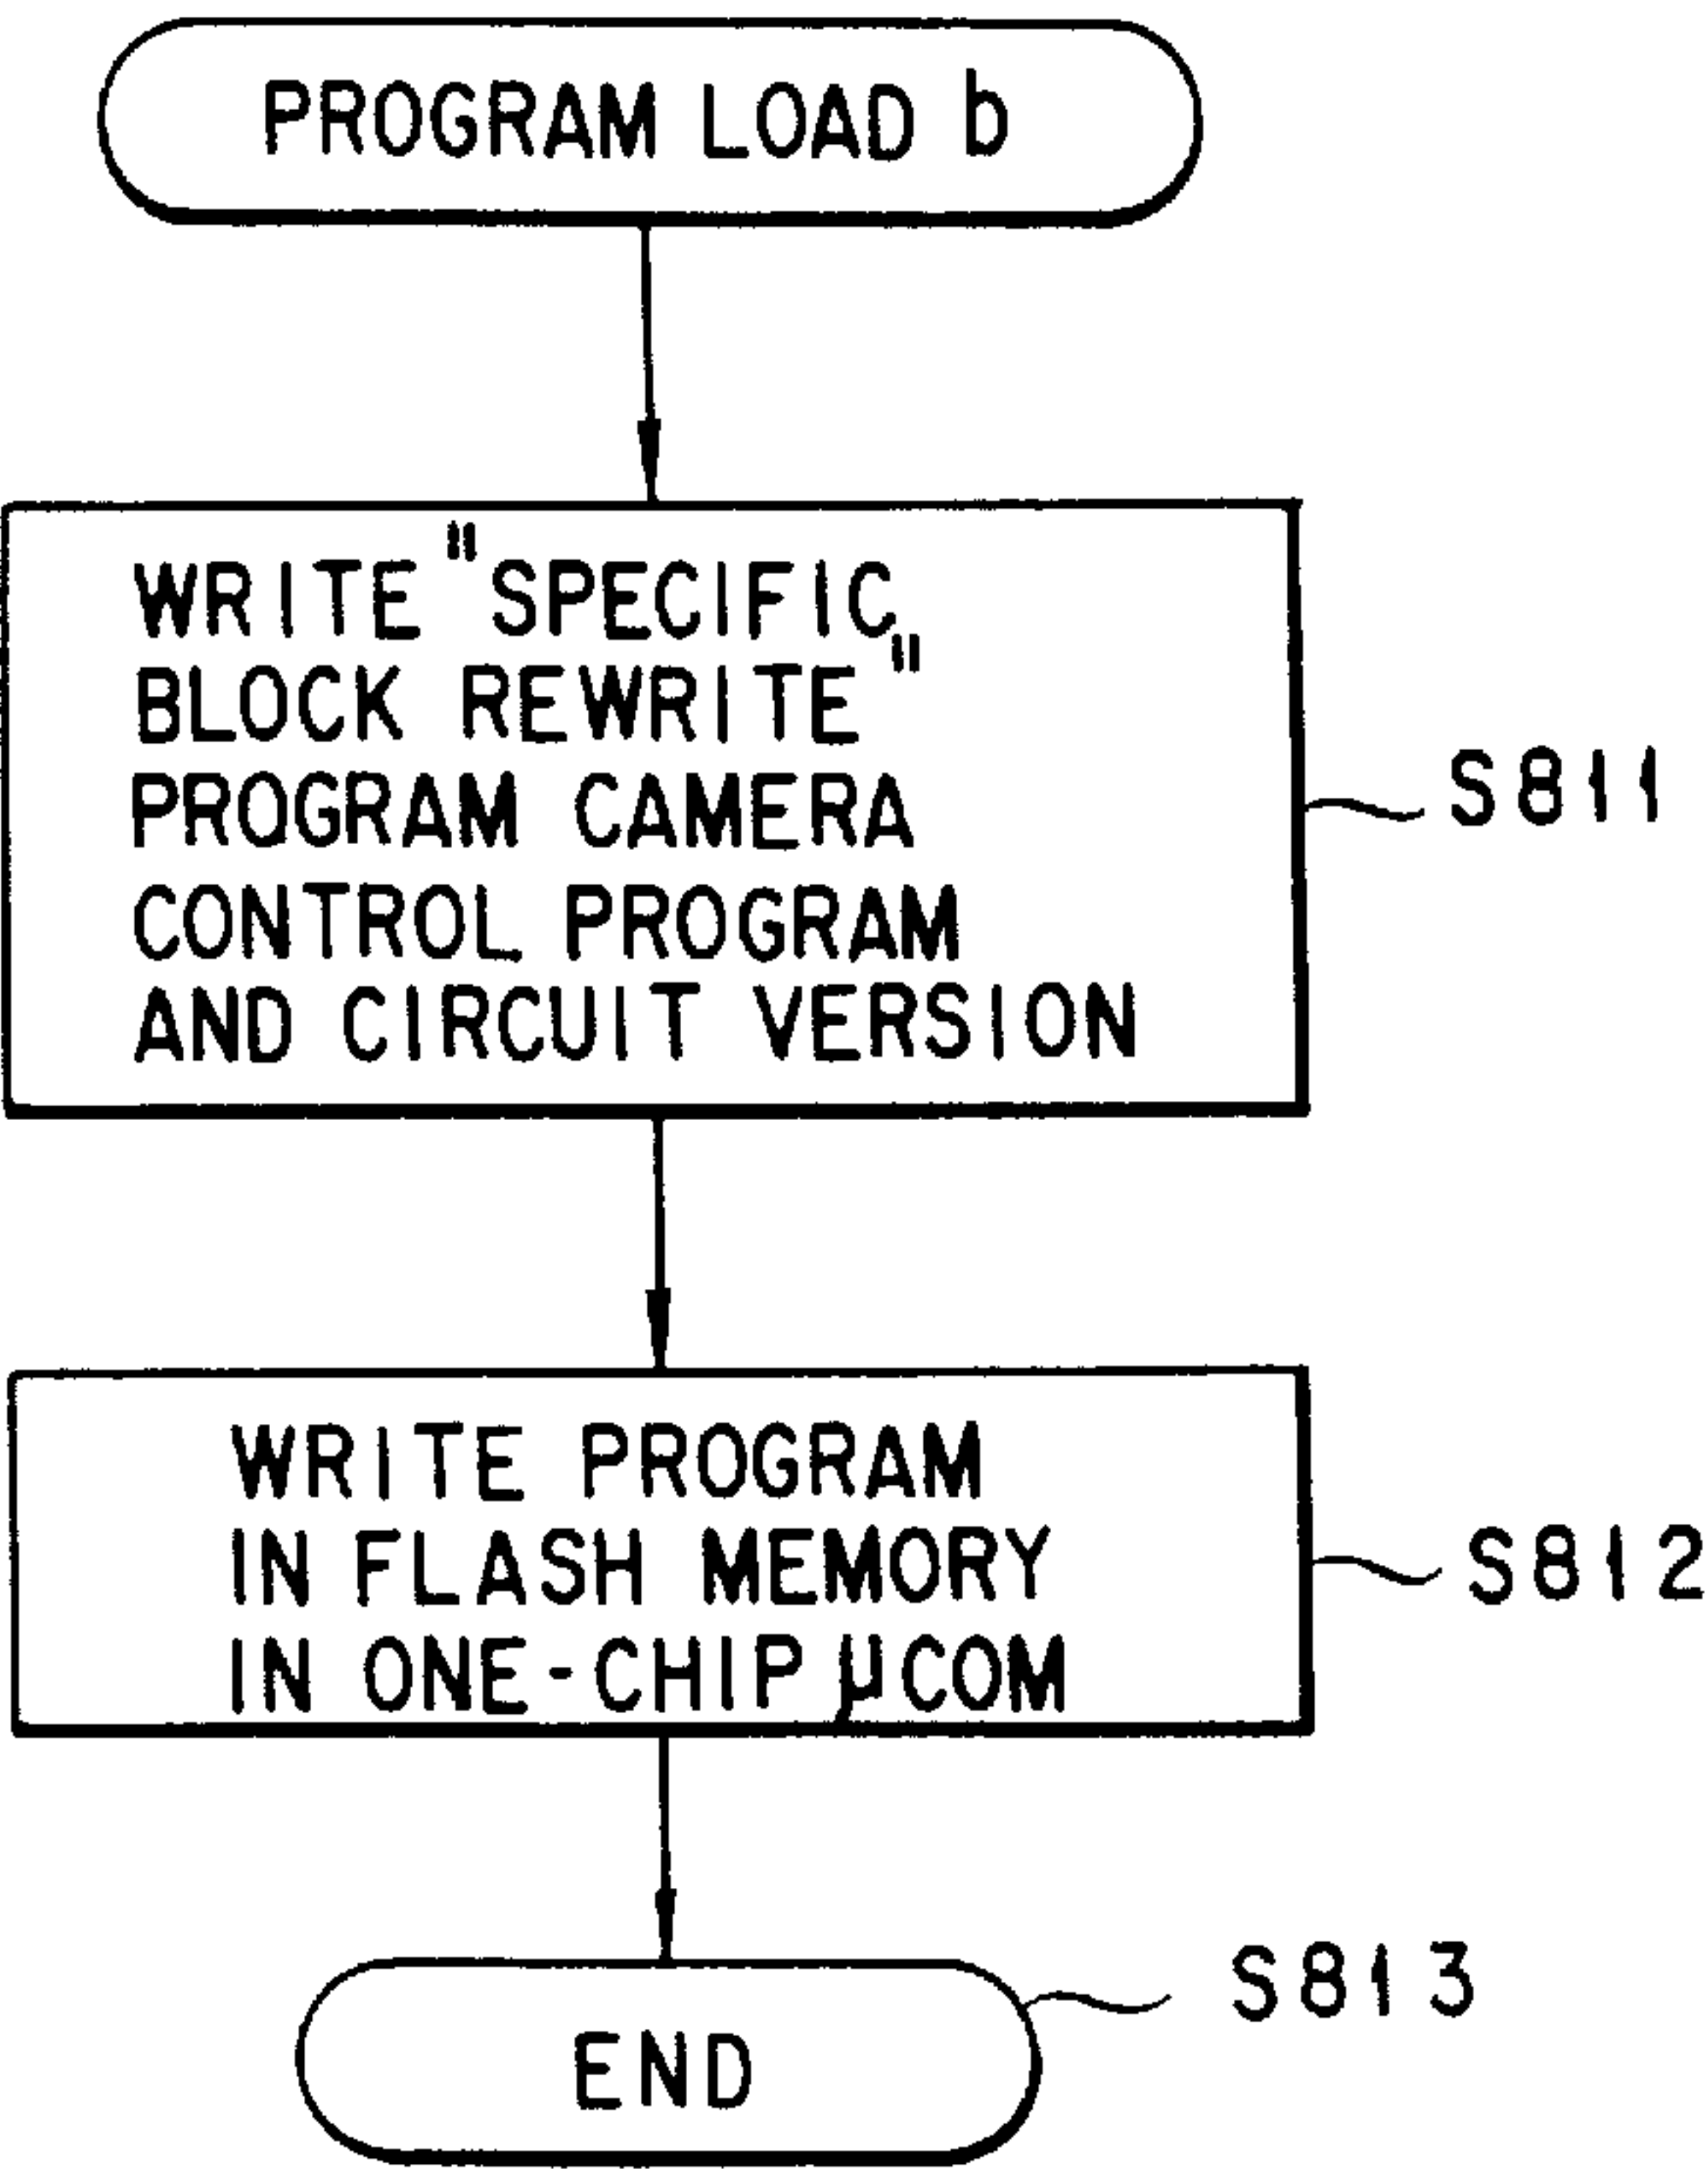 PROGRAM LOAD b
WRITE "SPECIFIC
BLOCK REWRITE"
PROGRAM CAMERA
CONTROL PROGRAM
AND CIRCUIT VERSION
S811
WRITE PROGRAM
IN FLASH MEMORY
IN ONE-CHIP μCOM
S812
S813
END